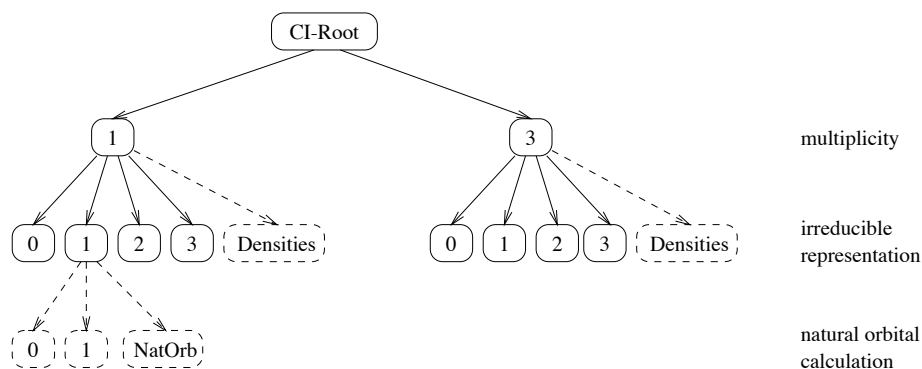 CI-Root
1 3 multiplicity
0 1 2 3 Densities 0 1 2 3 Densities irreducible
representation
0 1 NatOrb natural orbital
calculation